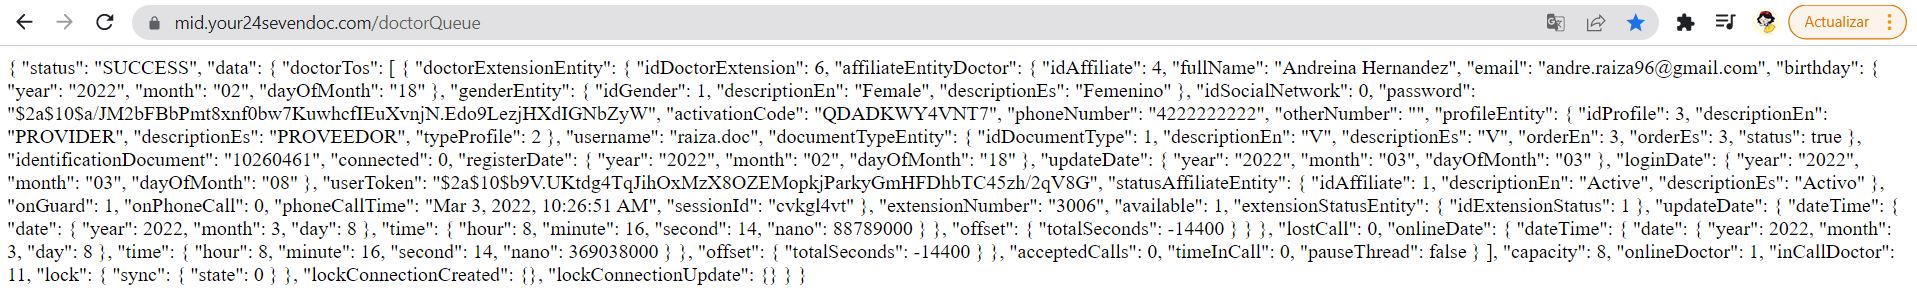 mid.your24sevendoc.com/doctorQueue
Actualizar
{ "status": "SUCCESS", "data": { "doctorTos": [ { "doctorExtensionEntity": { "idDoctorExtension": 6, "affiliateEntityDoctor": { "idAffiliate": 4, "fullName": "Andreina Hernandez", "email": "andre.raiza96@gmail.com", "birthday": {
"year": "2022", "month": "02", "dayOfMonth": "18" }, "genderEntity": { "idGender": 1, "descriptionEn": "Female", "descriptionEs": "Femenino" }, "idSocialNetwork": 0, "password":
"$2a$10$a/JM2bFBbPmt8xnf0bw7KuwhcfIEuXvnjN.Edo9LezjHXdIGNbZyW", "activationCode": "QDADKWY4VNT7", "phoneNumber": "4222222222", "otherNumber": "", "profileEntity": { "idProfile": 3, "descriptionEn":
"PROVIDER", "descriptionEs": "PROVEEDOR", "typeProfile": 2 }, "username": "raiza.doc", "documentTypeEntity": { "idDocumentType": 1, "descriptionEn": "V", "descriptionEs": "V", "orderEn": 3, "orderEs": 3, "status": true },
"identificationDocument": "10260461", "connected": 0, "registerDate": { "year": "2022", "month": "02", "dayOfMonth": "18" }, "updateDate": { "year": "2022", "month": "03", "dayOfMonth": "03" }, "loginDate": { "year": "2022",
"month": "03", "dayOfMonth": "08" }, "userToken": "$2a$10$b9V.UKtdg4TqJihOxMzX8OZEMopkjParkyGmHFDhbTC45zh/2qV8G", "statusAffiliateEntity": { "idAffiliate": 1, "descriptionEn": "Active", "descriptionEs": "Activo" },
"onGuard": 1, "onPhoneCall": 0, "phoneCallTime": "Mar 3, 2022, 10:26:51 AM", "sessionId": "cvkgl4vt" }, "extensionNumber": "3006", "available": 1, "extensionStatusEntity": { "idExtensionStatus": 1 }, "updateDate": { "dateTime": {
"date": { "year": 2022, "month": 3, "day": 8 }, "time": { "hour": 8, "minute": 16, "second": 14, "nano": 88789000 } }, "offset": { "totalSeconds": -14400 } } }, "lostCall": 0, "onlineDate": { "dateTime": { "date": { "year": 2022, "month":
3, "day": 8 }, "time": { "hour": 8, "minute": 16, "second": 14, "nano": 369038000 } }, "offset": { "totalSeconds": -14400 } }, "acceptedCalls": 0, "timeInCall": 0, "pauseThread": false } ], "capacity": 8, "onlineDoctor": 1, "inCallDoctor":
11, "lock": { "sync": { "state": 0 } }, "lockConnectionCreated": {}, "lockConnectionUpdate": {} } }